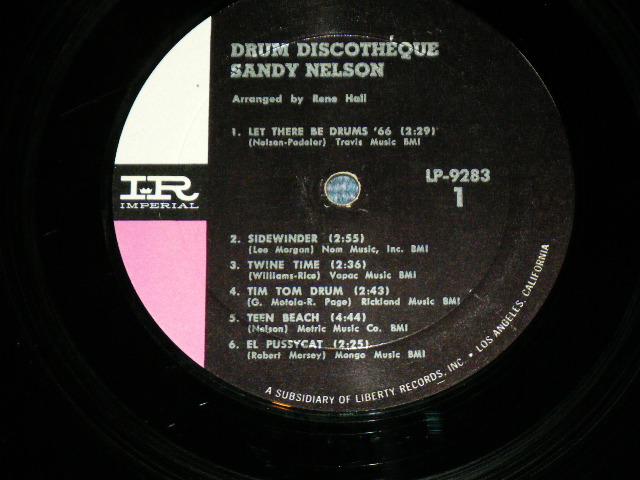 DRUM DISCOTHÉQUE
SANDY NELSON
Arranged by Rene Hall
1. LET THERE BE DRUMS '66 (2:29)
(Nelson-Podolor) Travis Music BMI
LP-9283
1
IR
IMPERIAL
2. SIDEWINDER (2:55)
(Lee Morgan) Nom Music, Inc. BMI
3. TWINE TIME (2:36)
(Williams-Rice) Vapac Music BMI
4. TIM TOM DRUM (2:43)
(G. Motola-R. Page) Rickland Music BMI
5. TEEN BEACH (4:44)
(Nelson) Metric Music Co. BMI
6. EL PUSSYCAT (2:25)
(Robert Mersey) Mongo Music BMI
A SUBSIDIARY OF LIBERTY RECORDS, INC. • LOS ANGELES, CALIFORNIA